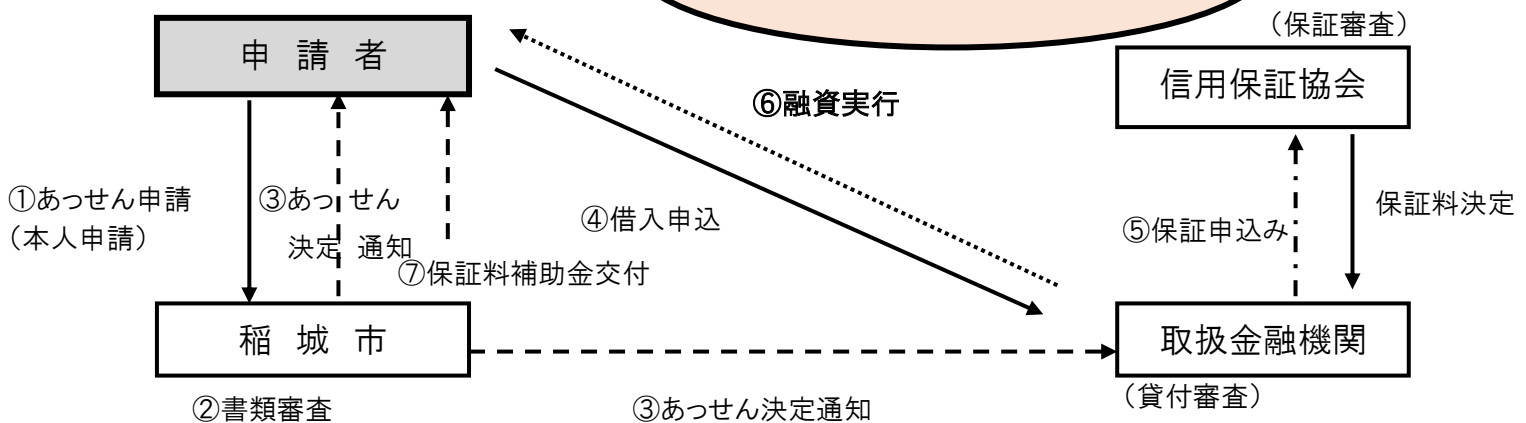 （保証審査）
申 請 者
信用保証協会
⑥融資実行
①あっせん申請
（本人申請）
③あっ せん
決定 通知
④借入申込
⑤保証申込み
保証料決定
⑦保証料補助金交付
稲 城 市
取扱金融機関
（貸付審査）
②書類審査
③あっせん決定通知